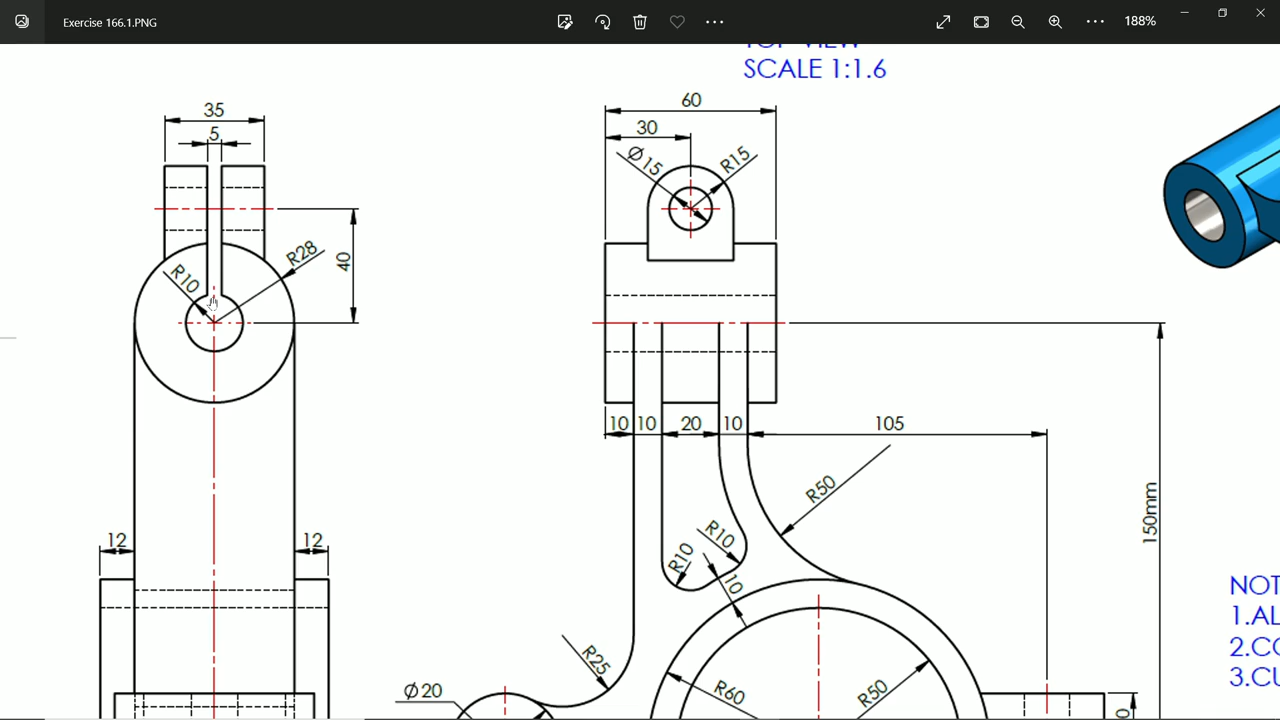 Exercise 166.1.PNG
188%
TOP VIEW
SCALE 1:1.6
35
5
R28
R10
40
12
12
60
30
Ø15
R15
10
10
20
10
105
R50
150mm
R10
R10
10
R25
Ø20
R60
R50
NOT
1.AL
2.CO
3.CU